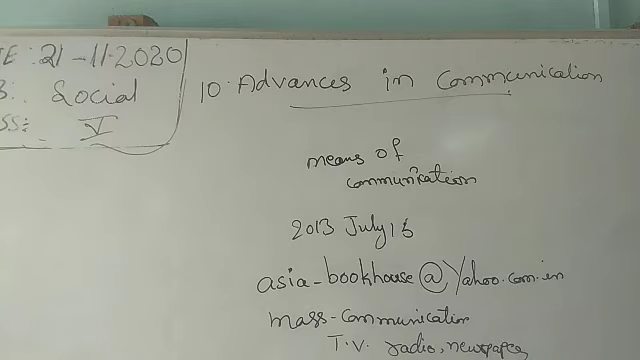 E : 21-11-2020
B: Social
SS: V
10. Advances in Communication
means of
communication
2013 July 15
asia-bookhouse@Yahoo.com.in
mass-communication
T.V. radio, newspaper